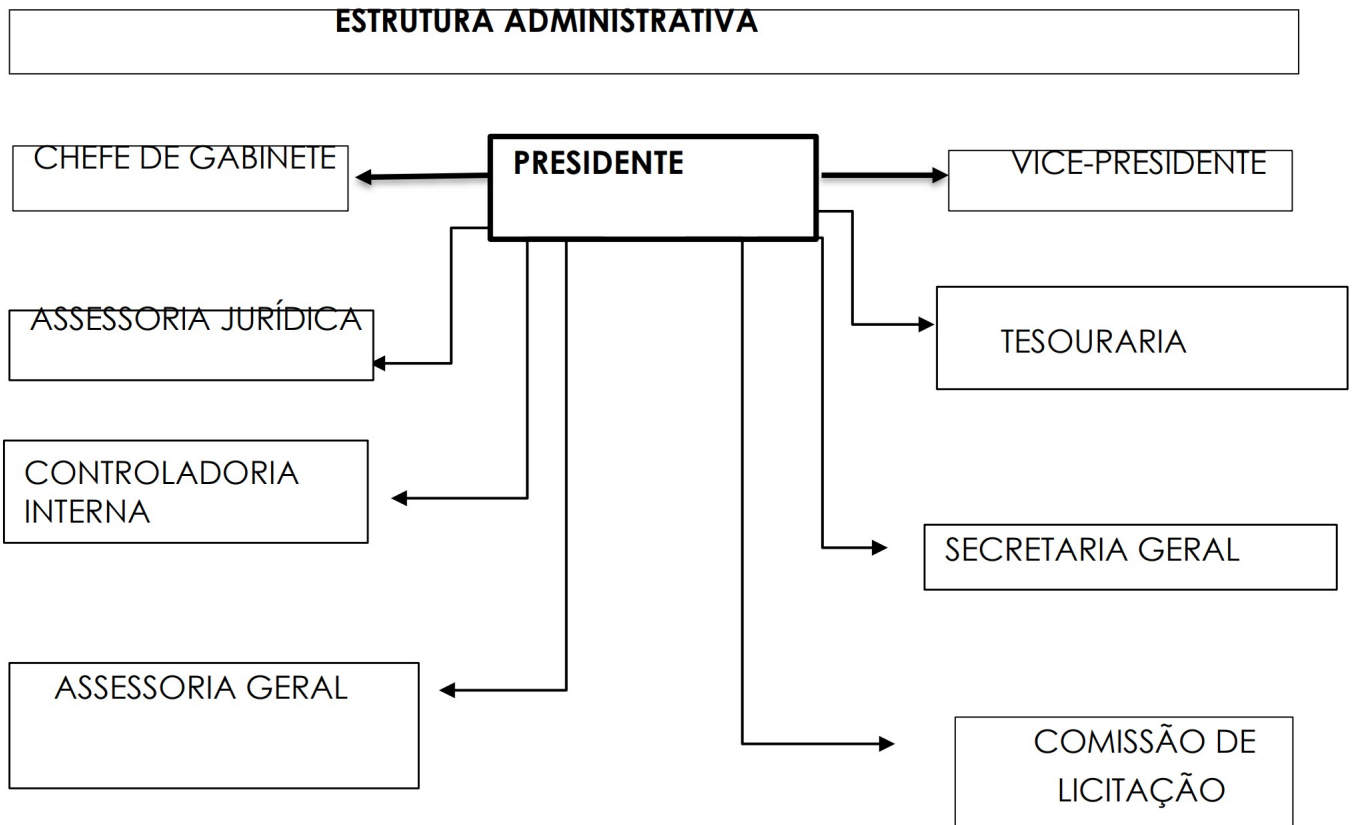 ESTRUTURA ADMINISTRATIVA
CHEFE DE GABINETE
PRESIDENTE
VICE-PRESIDENTE
ASSESSORIA JURÍDICA
TESOURARIA
CONTROLADORIA
INTERNA
SECRETARIA GERAL
ASSESSORIA GERAL
COMISSÃO DE
LICITAÇÃO